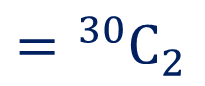 = ³⁰C₂